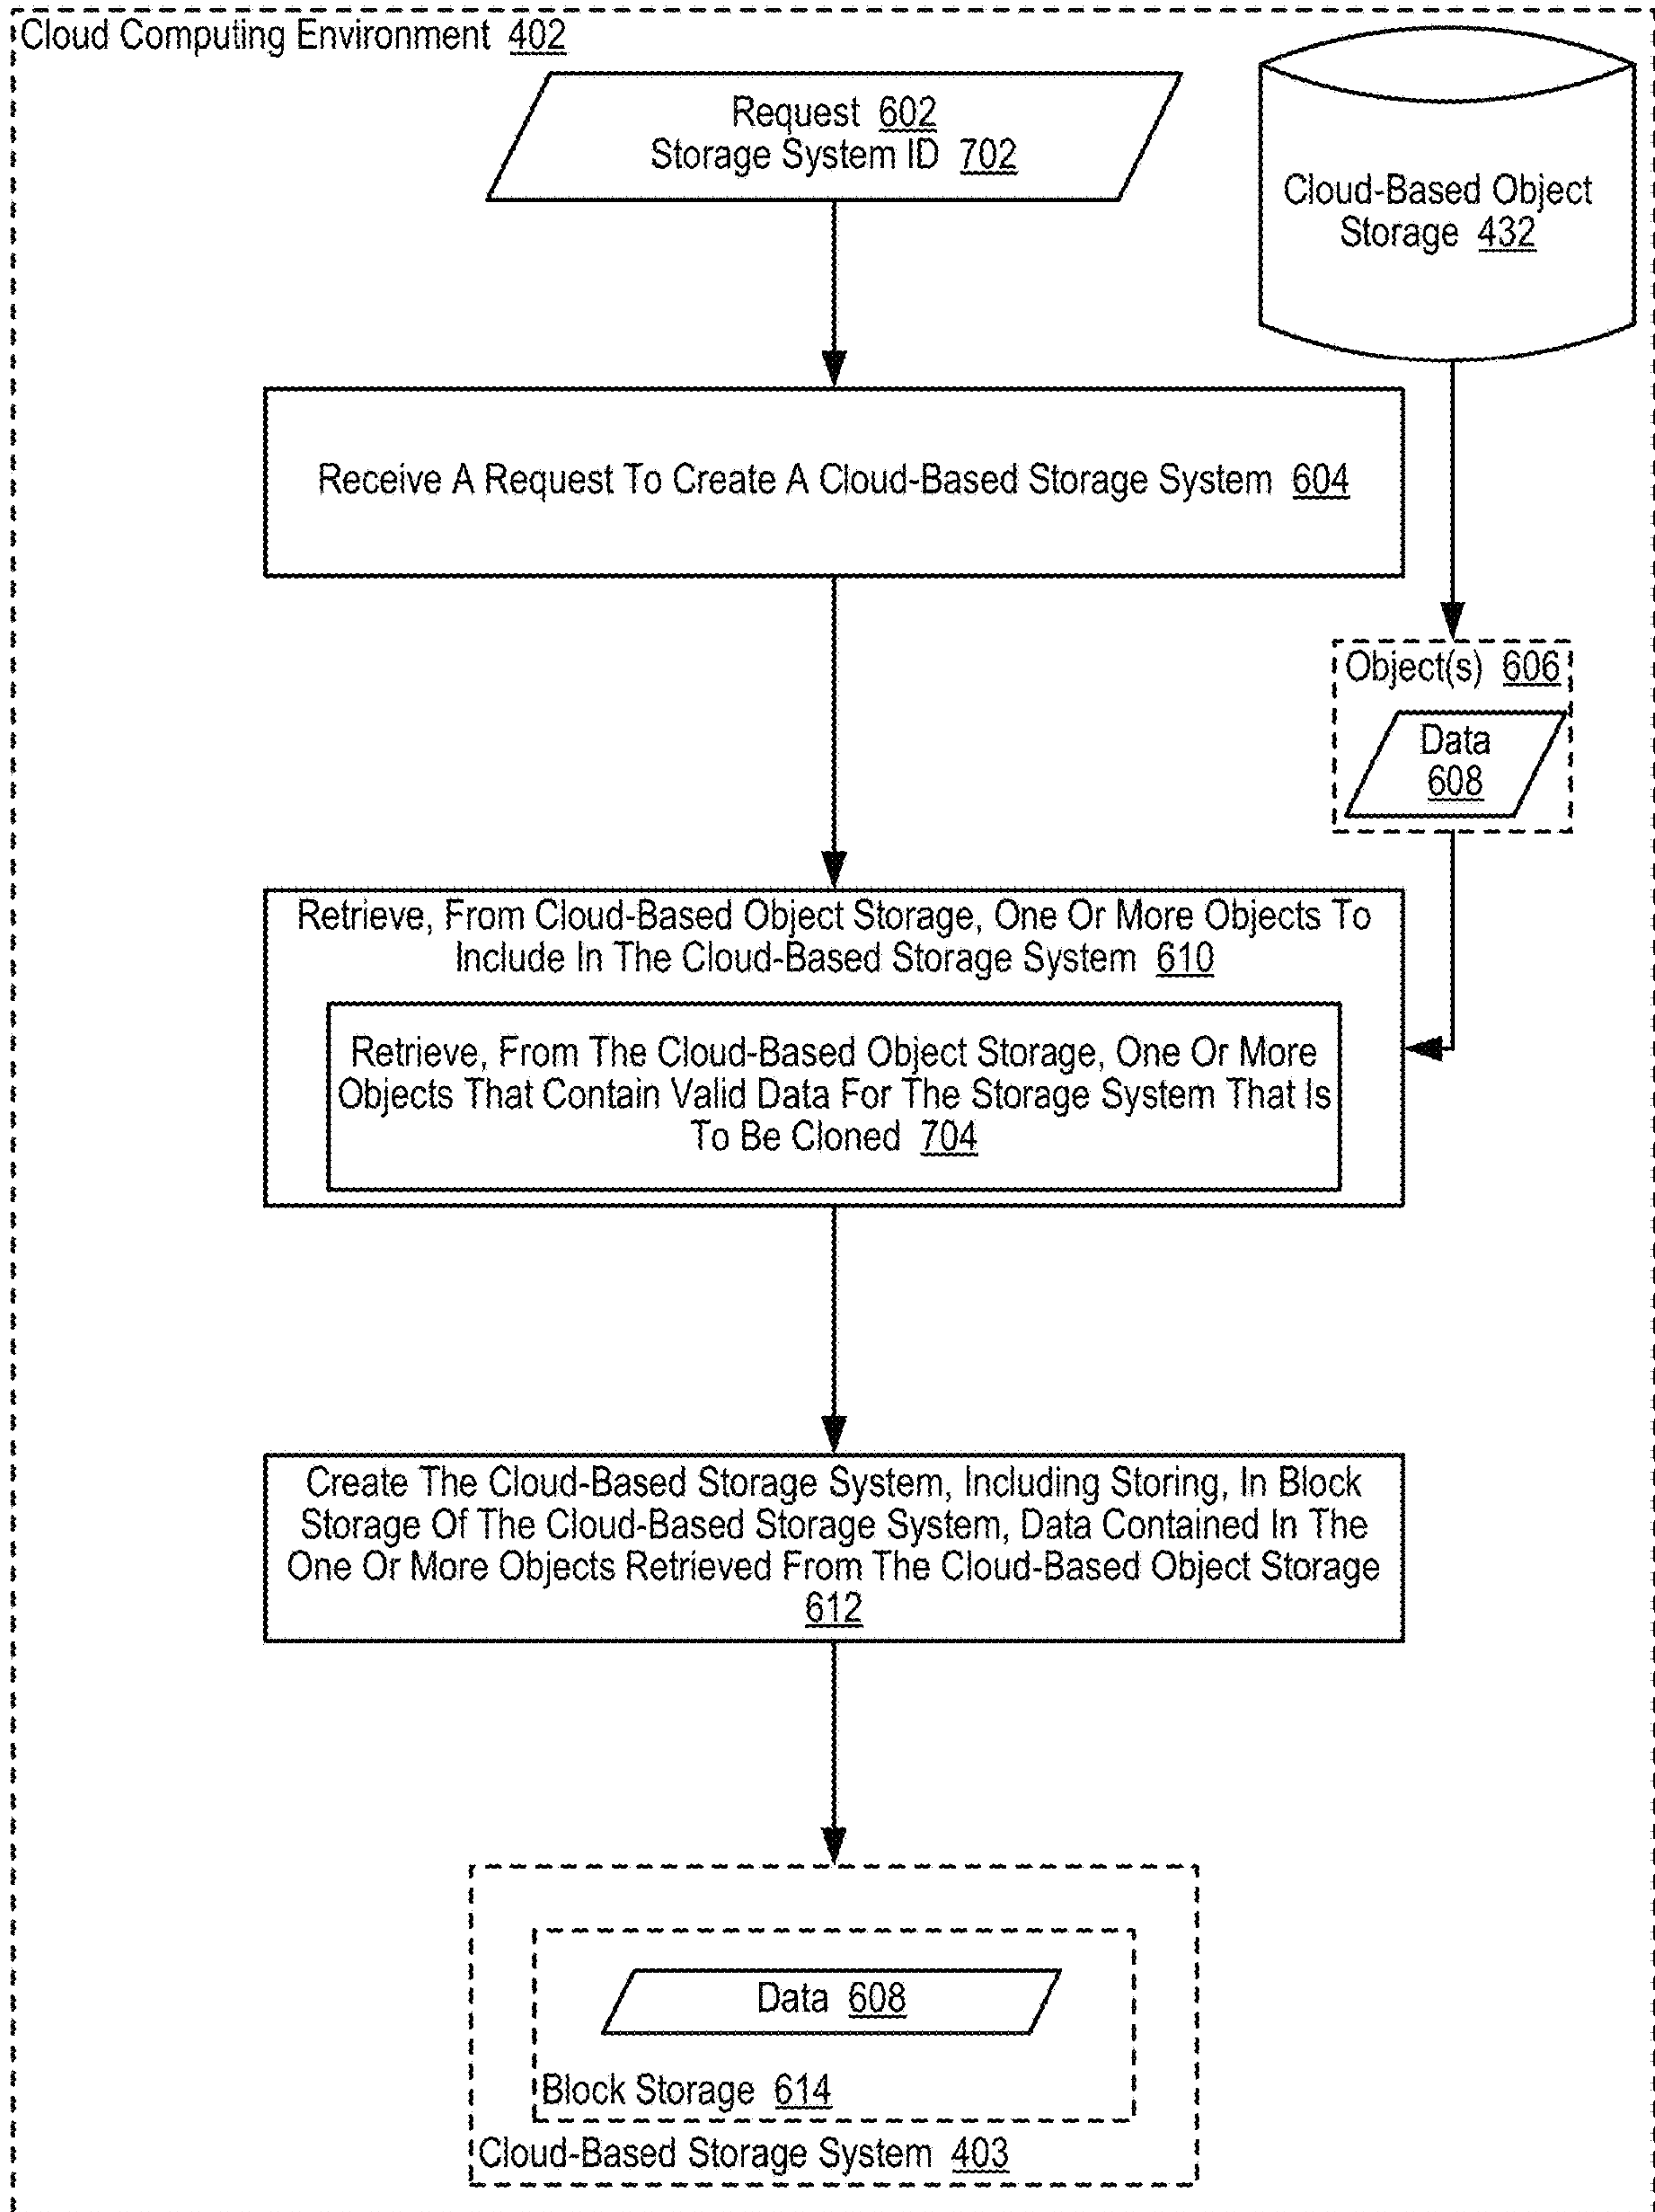 Cloud Computing Environment 402
Request 602
Storage System ID 702
Cloud-Based Object
Storage 432
Receive A Request To Create A Cloud-Based Storage System 604
Object(s) 606
Data
608
Retrieve, From Cloud-Based Object Storage, One Or More Objects To
Include In The Cloud-Based Storage System 610
Retrieve, From The Cloud-Based Object Storage, One Or More
Objects That Contain Valid Data For The Storage System That Is
To Be Cloned 704
Create The Cloud-Based Storage System, Including Storing, In Block
Storage Of The Cloud-Based Storage System, Data Contained In The
One Or More Objects Retrieved From The Cloud-Based Object Storage
612
Data 608
Block Storage 614
Cloud-Based Storage System 403